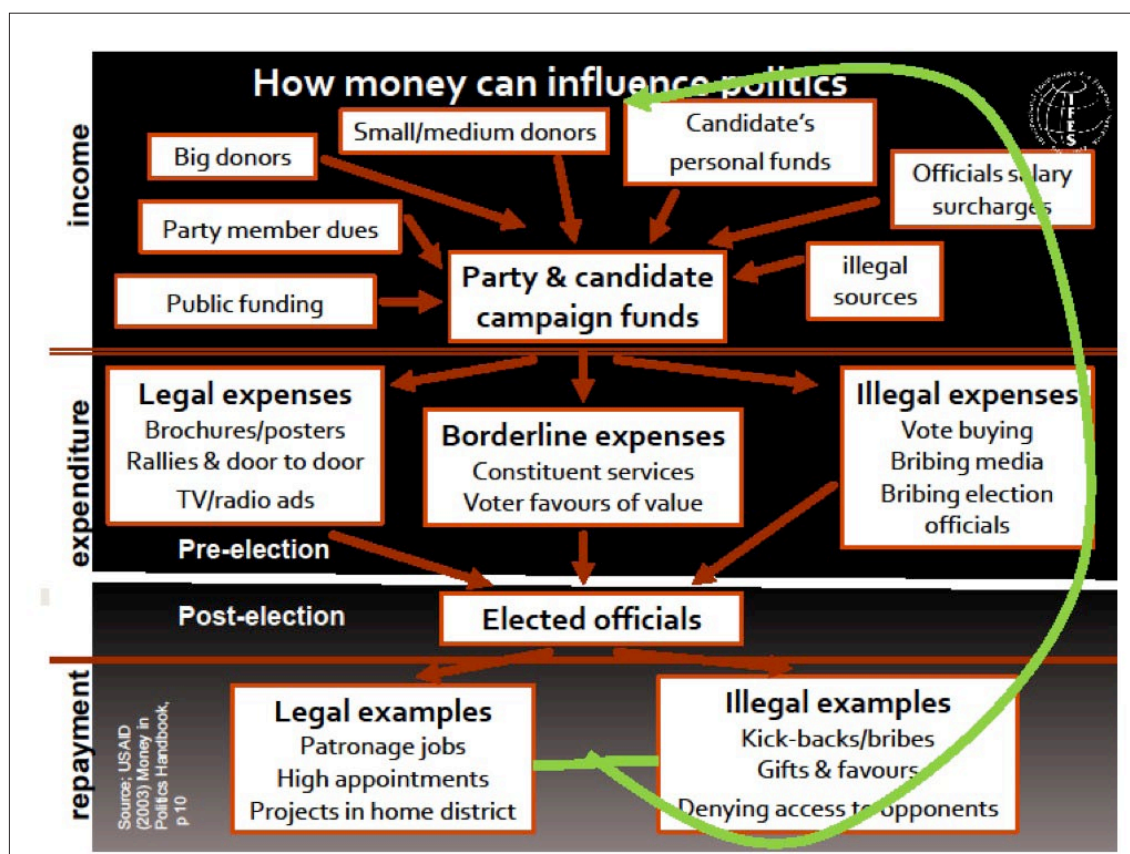 How money can influence politics
income
Small/medium donors
Candidate's
personal funds
Big donors
Officials salary
surcharges
Party member dues
Party & candidate
campaign funds
illegal
sources
Public funding
IFES
expenditure
Legal expenses
Brochures/posters
Rallies & door to door
TV/radio ads
Borderline expenses
Constituent services
Voter favours of value
Illegal expenses
Vote buying
Bribing media
Bribing election
officials
Pre-election
Post-election
Elected officials
repayment
Source: USAID
(2003) Money in
Politics Handbook,
p 10
Legal examples
Patronage jobs
High appointments
Projects in home district
Illegal examples
Kick-backs/bribes
Gifts & favours
Denying access to opponents